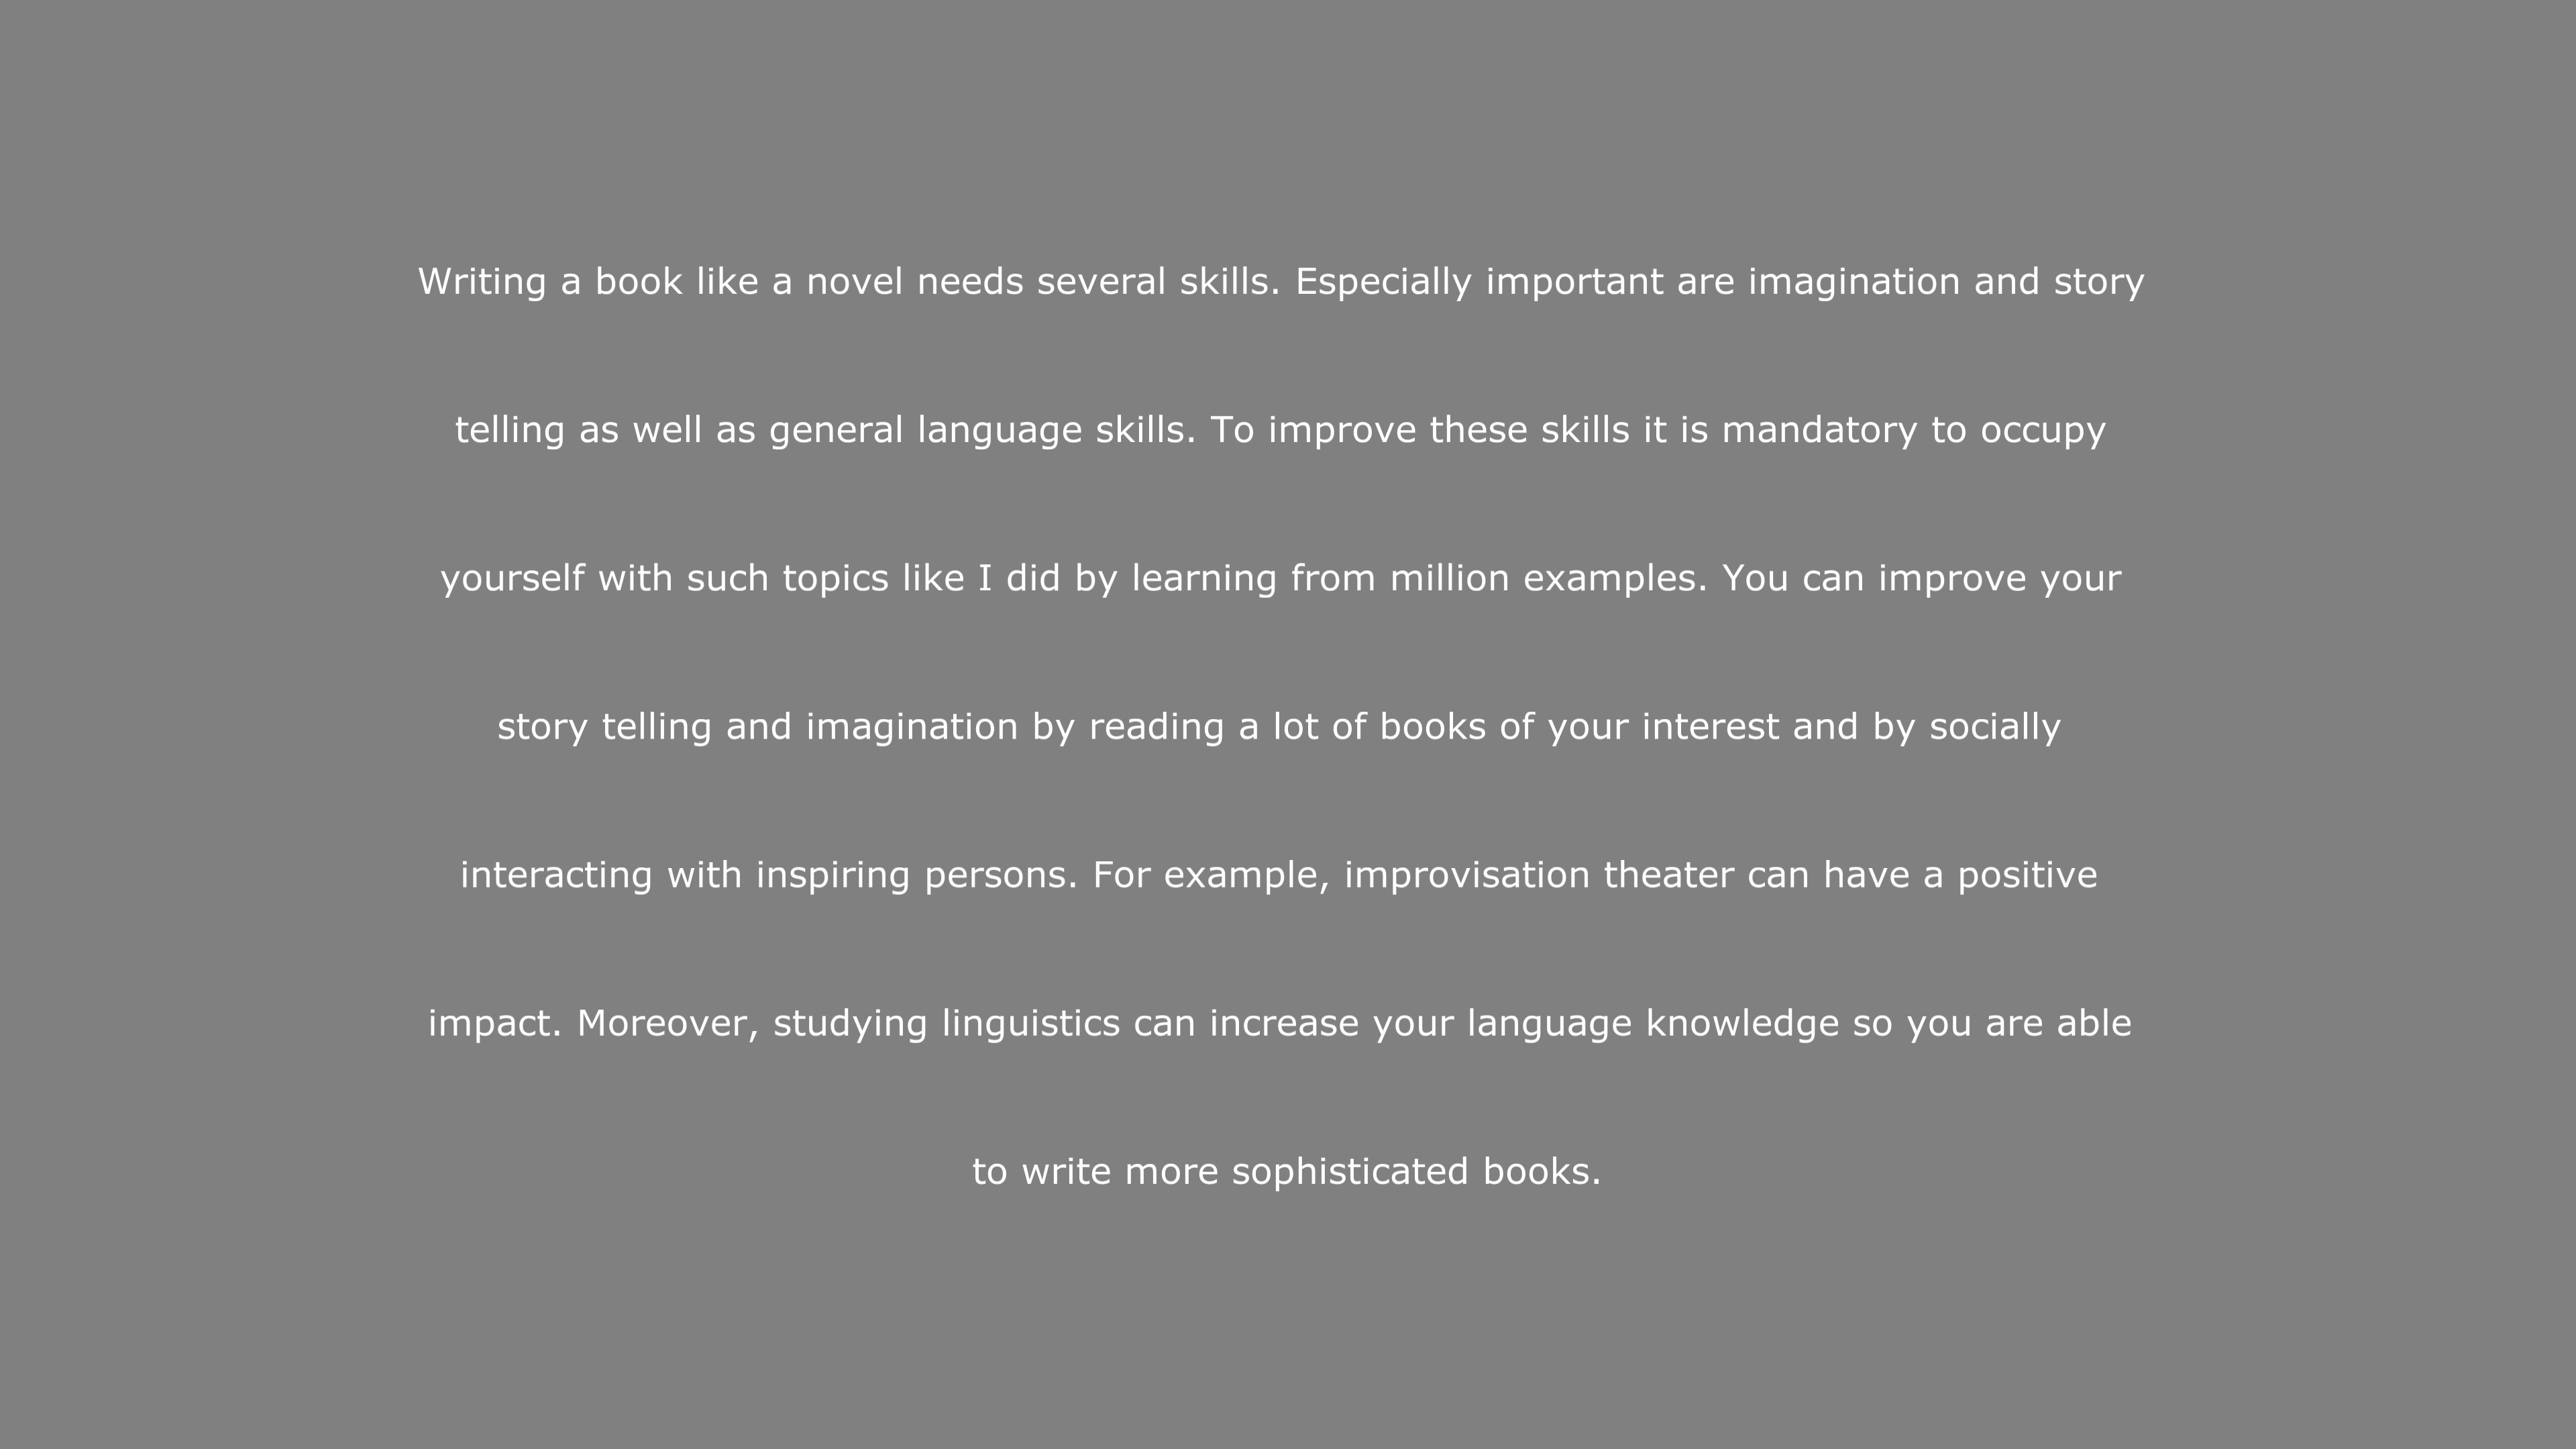 Writing a book like a novel needs several skills. Especially important are imagination and story
telling as well as general language skills. To improve these skills it is mandatory to occupy
yourself with such topics like I did by learning from million examples. You can improve your
story telling and imagination by reading a lot of books of your interest and by socially
interacting with inspiring persons. For example, improvisation theater can have a positive
impact. Moreover, studying linguistics can increase your language knowledge so you are able
to write more sophisticated books.